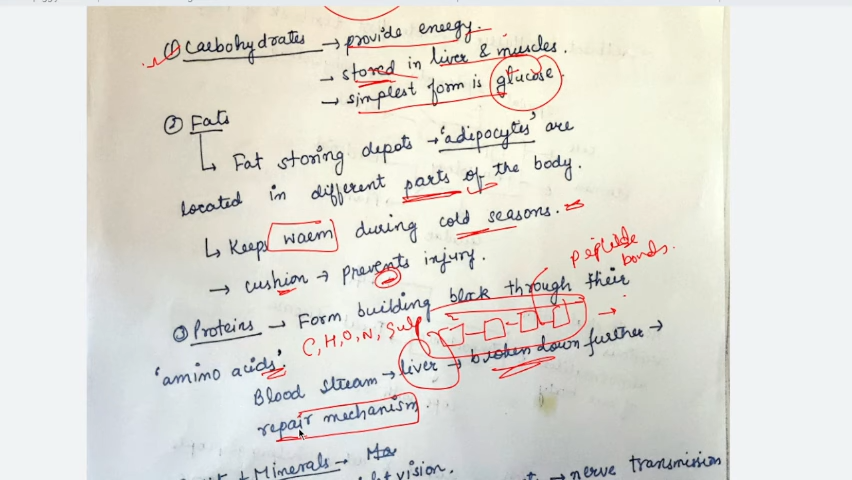 ① Carbohydrates → provide energy.
→ stored in liver & muscles.
→ simplest form is glucose.
② Fats
↳ Fat storing depots → 'adipocytes' are
located in different parts of the body.
↳ Keeps warm during cold seasons.
→ cushion → prevents injury.
peptide
bonds.
③ Proteins → Form building block through their
C, H, O, N, Sulp
'amino acids'.
Blood stream → liver → broken down further →
repair mechanism.
+ Minerals →
vision.
→ nerve transmission